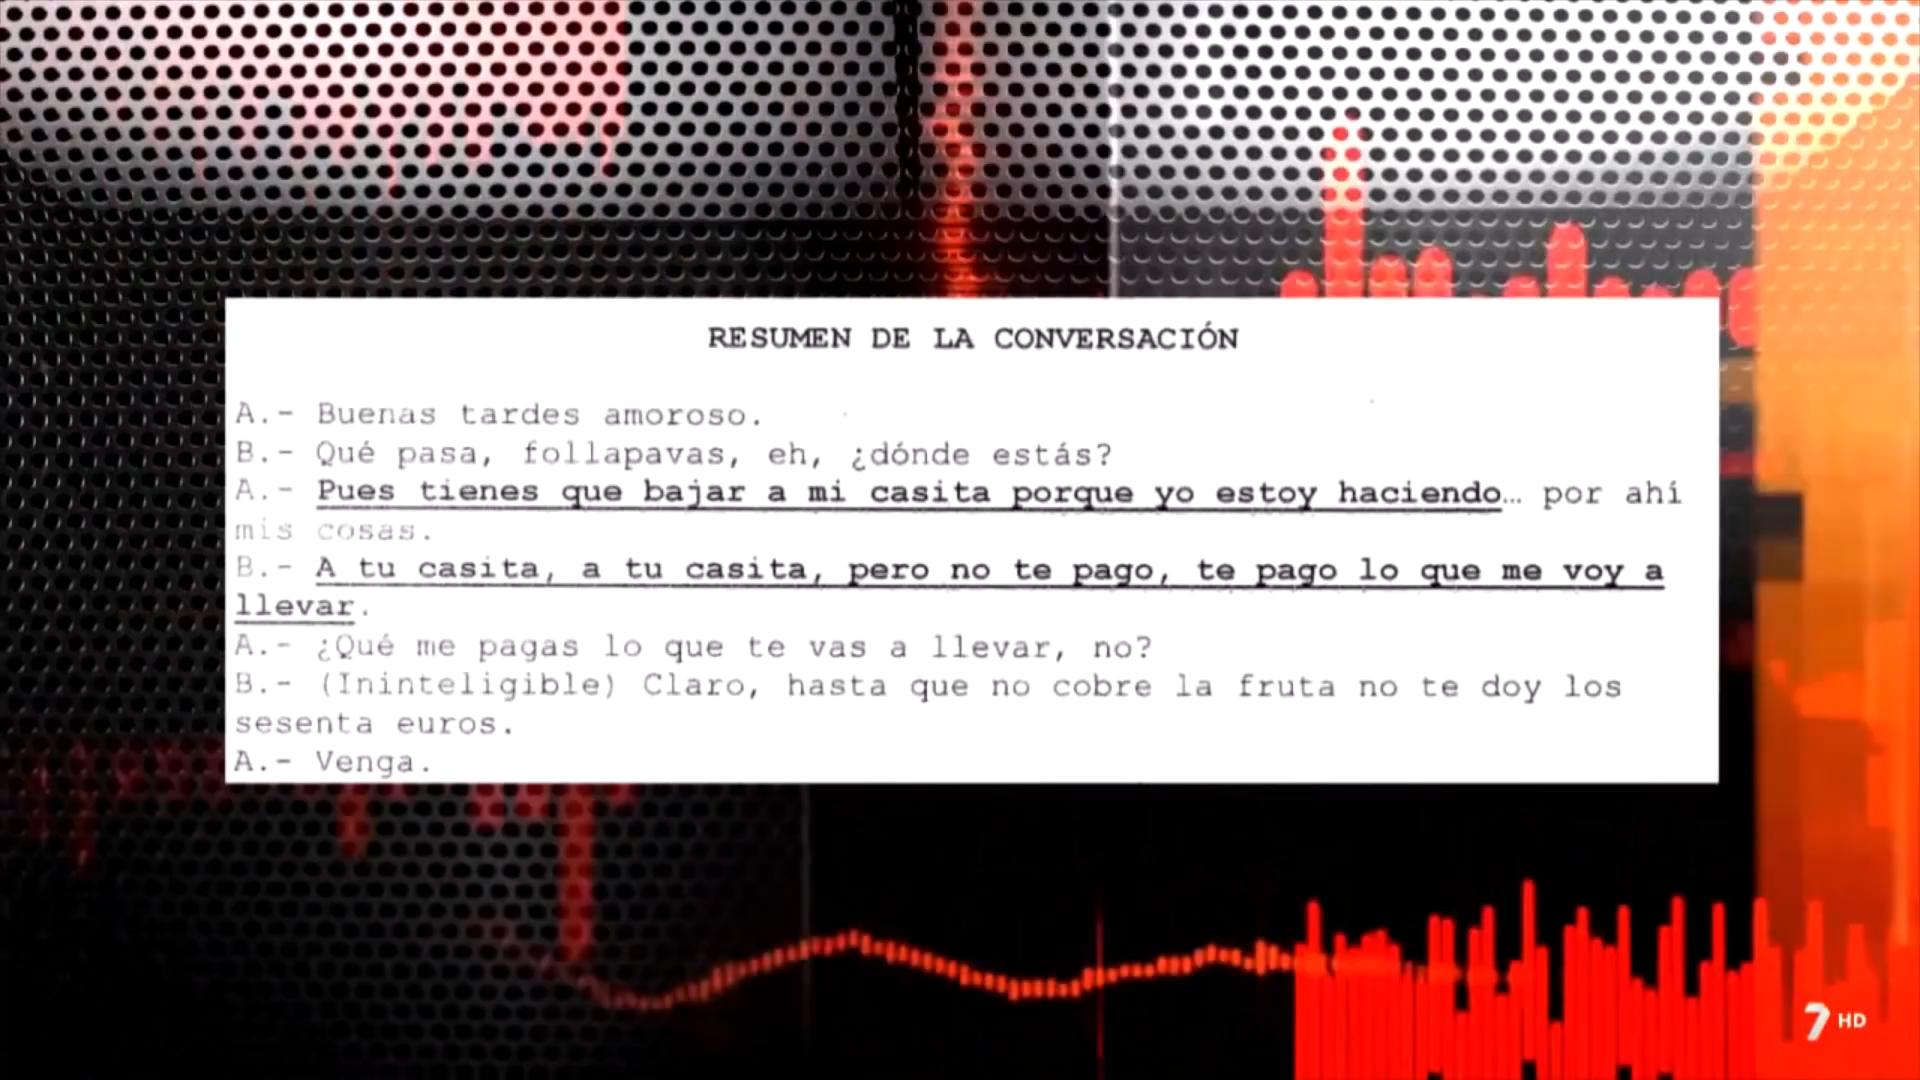 RESUMEN DE LA CONVERSACIÓN
A.- Buenas tardes amoroso.
B.- Qué pasa, follapavas, eh, ¿dónde estás?
A.- Pues tienes que bajar a mi casita porque yo estoy haciendo… por ahí
mis cosas.
B.- A tu casita, a tu casita, pero no te pago, te pago lo que me voy a
llevar.
A.- ¿Qué me pagas lo que te vas a llevar, no?
B.- (Ininteligible) Claro, hasta que no cobre la fruta no te doy los
sesenta euros.
A.- Venga.
7 HD